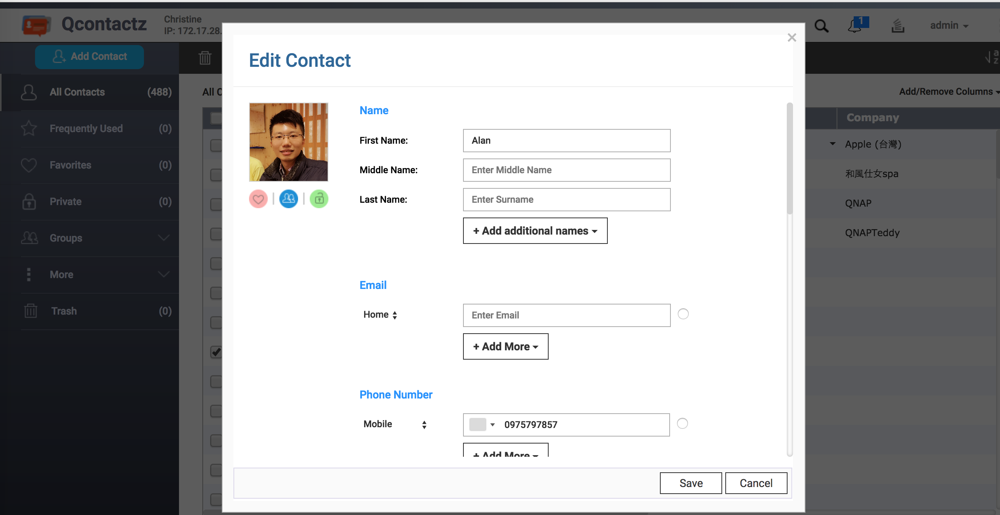 Qcontactz
Christine
IP: 172.17.28.
1
admin
Add Contact
All Contacts (488)
Frequently Used (0)
Favorites (0)
Private (0)
Groups
More
Trash (0)
All C
Add/Remove Columns
Company
Apple (台灣)
和風仕女spa
QNAP
QNAPTeddy
a
z
×
Edit Contact
Name
First Name: Alan
Middle Name: Enter Middle Name
Last Name: Enter Surname
+ Add additional names
Email
Home Enter Email
+ Add More
Phone Number
Mobile 0975797857
+ Add More
Save Cancel